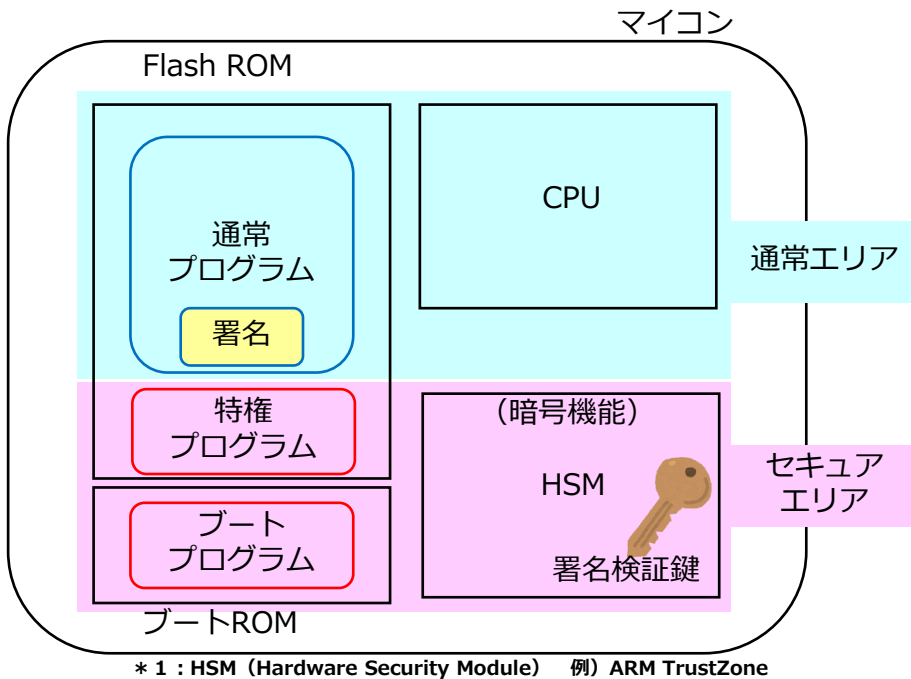 マイコン
Flash ROM
通常
プログラム
署名
CPU
通常エリア
特権
プログラム
（暗号機能）
HSM
署名検証鍵
セキュア
エリア
ブート
プログラム
ブートROM
＊１：HSM（Hardware Security Module）　例）ARM TrustZone